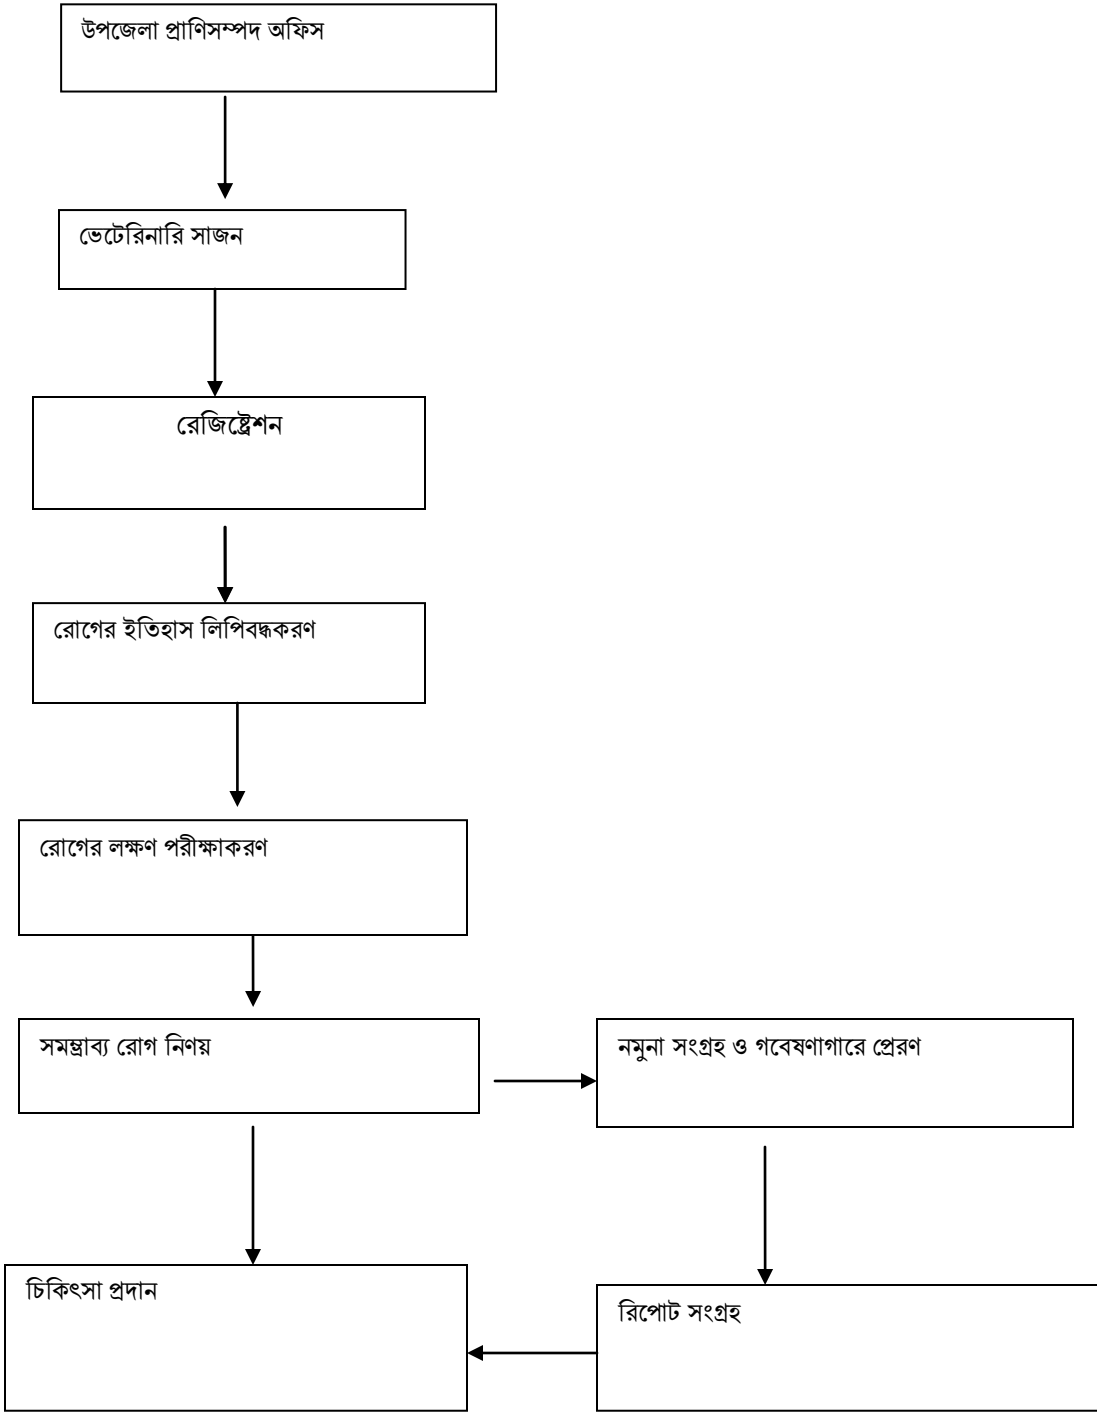 উপজেলা প্রাণিসম্পদ অফিস
ভেটেরিনারি সাজন
রেজিষ্ট্রেশন
রোগের ইতিহাস লিপিবদ্ধকরণ
রোগের লক্ষণ পরীক্ষাকরণ
সমম্ভাব্য রোগ নিণয়
নমুনা সংগ্রহ ও গবেষণাগারে প্রেরণ
চিকিৎসা প্রদান
রিপোট সংগ্রহ